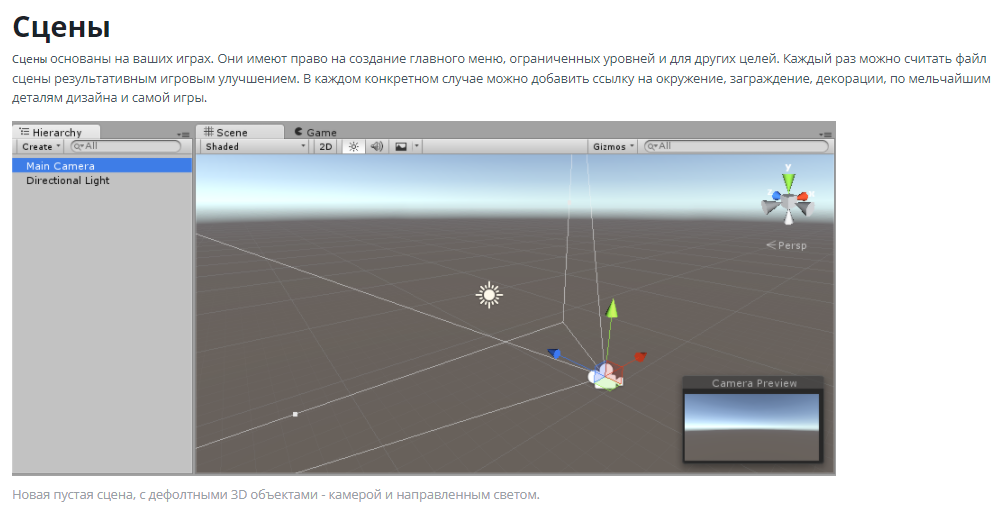 Сцены
Сцены основаны на ваших играх. Они имеют право на создание главного меню, ограниченных уровней и для других целей. Каждый раз можно считать файл
сцены результативным игровым улучшением. В каждом конкретном случае можно добавить ссылку на окружение, заграждение, декорации, по мельчайшим
деталям дизайна и самой игры.
Hierarchy
Scene
Game
Create
All
Shaded
2D
Gizmos
All
Main Camera
Directional Light
y
Persp
Camera Preview
Новая пустая сцена, с дефолтными 3D объектами - камерой и направленным светом.